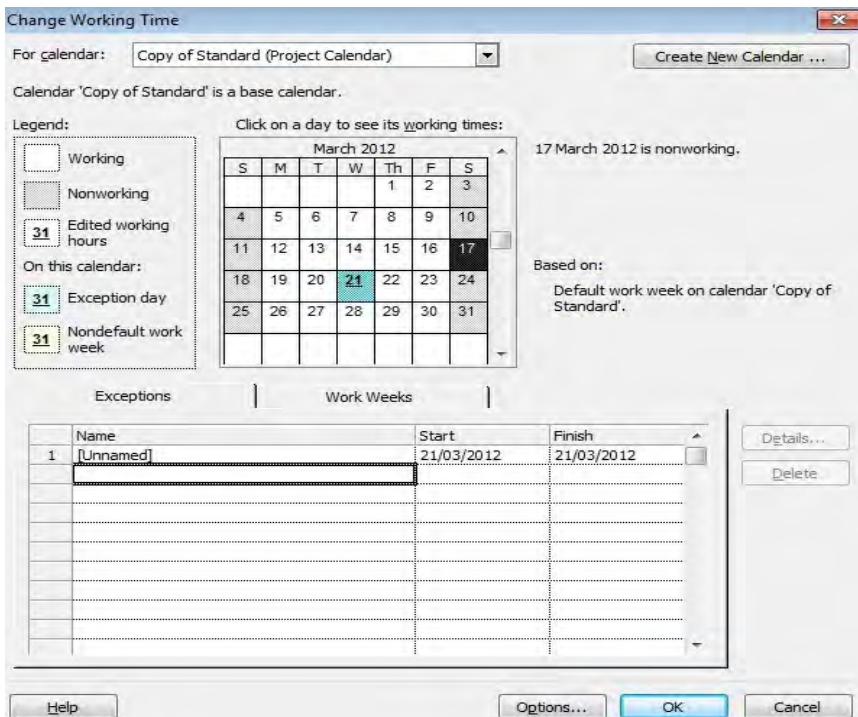 Change Working Time
For calendar: Copy of Standard (Project Calendar) Create New Calendar ...
Calendar 'Copy of Standard' is a base calendar.
Legend:
Working
Nonworking
31 Edited working hours
On this calendar:
31 Exception day
31 Nondefault work week
Click on a day to see its working times:
March 2012
S M T W Th F S
1 2 3
4 5 6 7 8 9 10
11 12 13 14 15 16 17
18 19 20 21 22 23 24
25 26 27 28 29 30 31
17 March 2012 is nonworking.
Based on:
Default work week on calendar 'Copy of
Standard'.
Exceptions Work Weeks
Name Start Finish
1 [Unnamed] 21/03/2012 21/03/2012
Details...
Delete
Help Options... OK Cancel